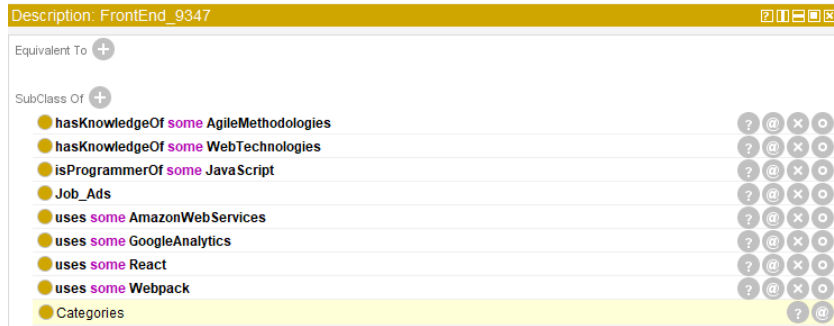 Description: FrontEnd_9347
Equivalent To
SubClass Of
hasKnowledgeOf some AgileMethodologies
hasKnowledgeOf some WebTechnologies
isProgrammerOf some JavaScript
Job_Ads
uses some AmazonWebServices
uses some GoogleAnalytics
uses some React
uses some Webpack
Categories